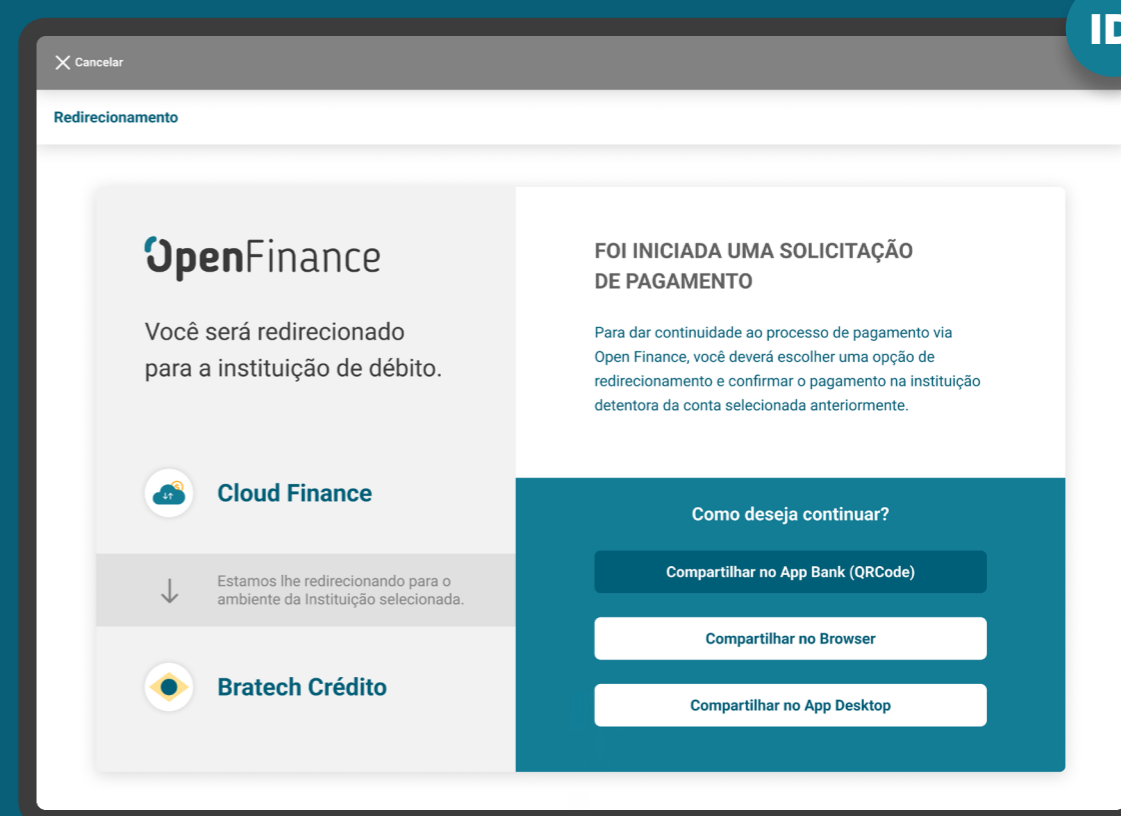 ID
Cancelar
Redirecionamento
OpenFinance
Você será redirecionado
para a instituição de débito.
Cloud Finance
Estamos lhe redirecionando para o
ambiente da Instituição selecionada.
Bratech Crédito
FOI INICIADA UMA SOLICITAÇÃO
DE PAGAMENTO
Para dar continuidade ao processo de pagamento via
Open Finance, você deverá escolher uma opção de
redirecionamento e confirmar o pagamento na instituição
detentora da conta selecionada anteriormente.
Como deseja continuar?
Compartilhar no App Bank (QRCode)
Compartilhar no Browser
Compartilhar no App Desktop